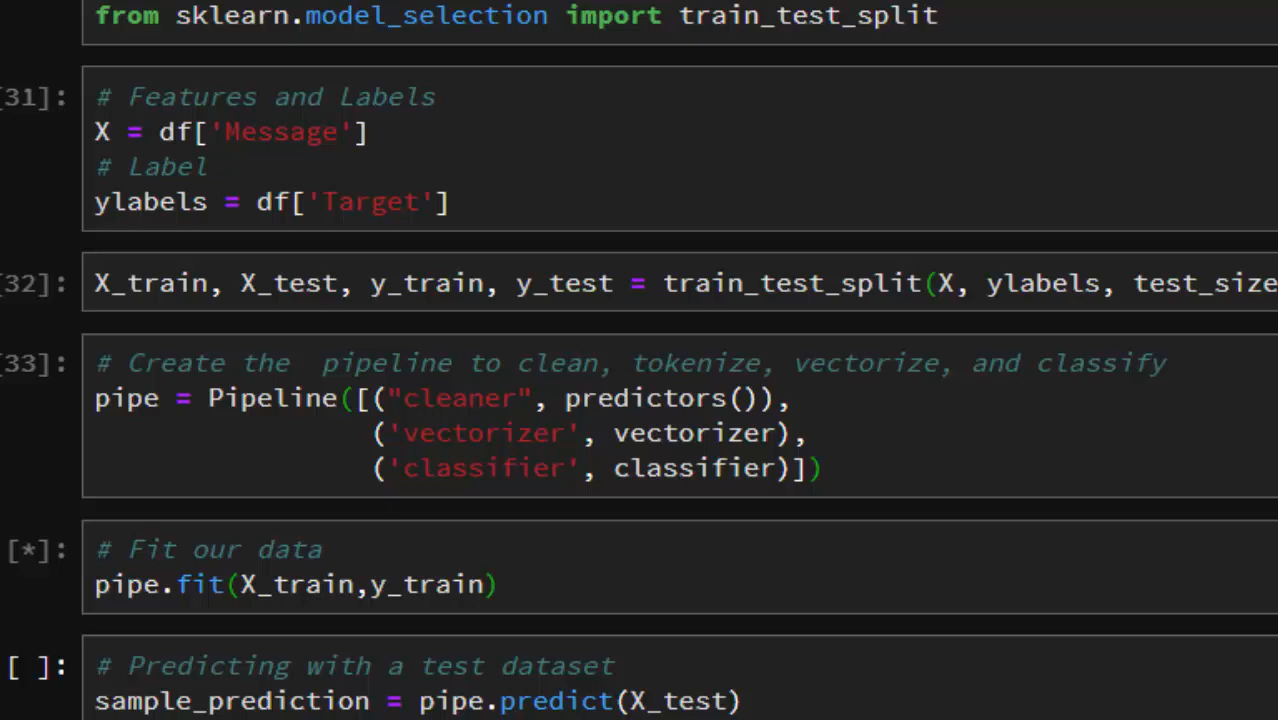 from sklearn.model_selection import train_test_split
[31]: # Features and Labels
X = df['Message']
# Label
ylabels = df['Target']
[32]: X_train, X_test, y_train, y_test = train_test_split(X, ylabels, test_size
[33]: # Create the  pipeline to clean, tokenize, vectorize, and classify
pipe = Pipeline([("cleaner", predictors()),
('vectorizer', vectorizer),
('classifier', classifier)])
[*]: # Fit our data
pipe.fit(X_train,y_train)
[ ]: # Predicting with a test dataset
sample_prediction = pipe.predict(X_test)